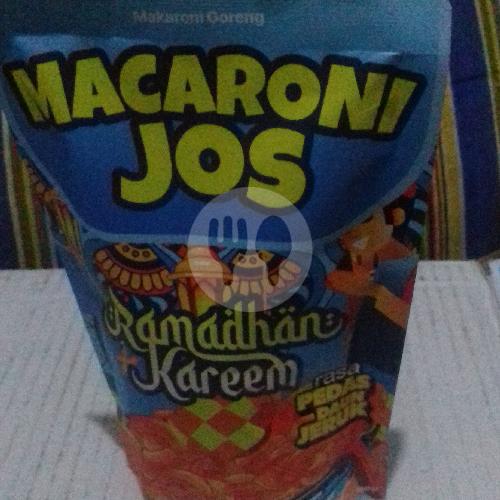 Makaroni Goreng
MACARONI
JOS
Ramadhan
Kareem
rasa
PEDAS
DAUN
JERUK